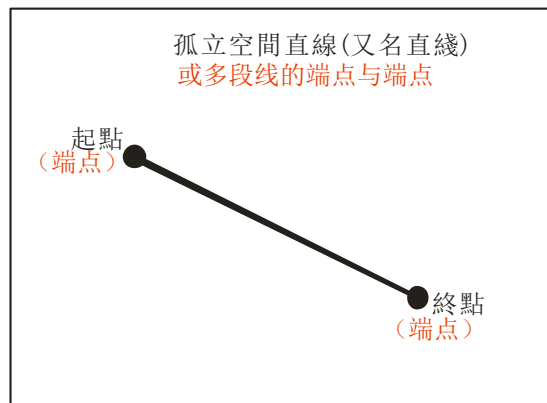 孤立空間直線(又名直綫)
或多段线的端点与端点
起點
（端点）
終點
（端点）